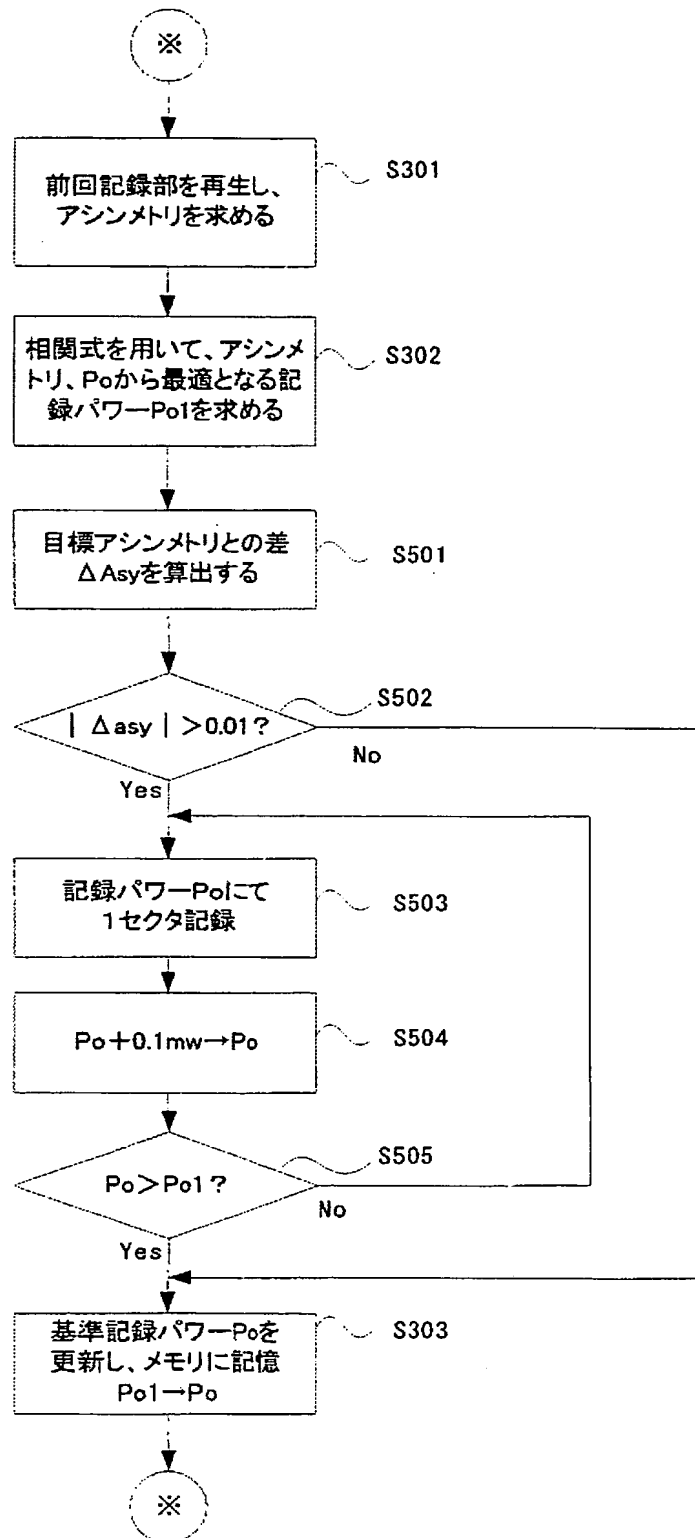 ※
前回記録部を再生し、
アシンメトリを求める
S301
相関式を用いて、アシンメ
トリ、Poから最適となる記
録パワーPo1を求める
S302
目標アシンメトリとの差
ΔAsyを算出する
S501
| Δasy | >0.01?
S502
No
Yes
記録パワーPoにて
1セクタ記録
S503
Po+0.1mw→Po
S504
Po>Po1?
S505
No
Yes
基準記録パワーPoを
更新し、メモリに記憶
Po1→Po
S303
※